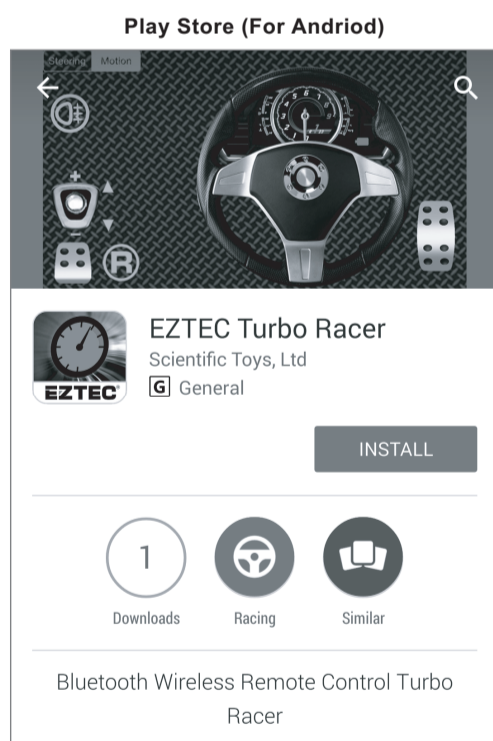 Play Store (For Andriod)
Steering Motion
R
EZTEC Turbo Racer
Scientific Toys, Ltd
G General
EZTEC
INSTALL
1
Downloads Racing Similar
Bluetooth Wireless Remote Control Turbo
Racer